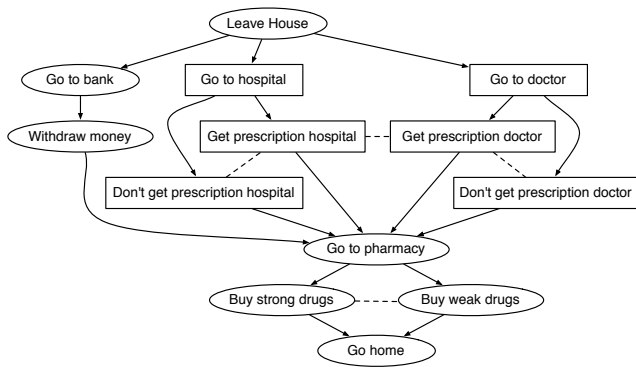 Leave House
Go to bank
Go to hospital
Go to doctor
Withdraw money
Get prescription hospital
Get prescription doctor
Don't get prescription hospital
Don't get prescription doctor
Go to pharmacy
Buy strong drugs
Buy weak drugs
Go home